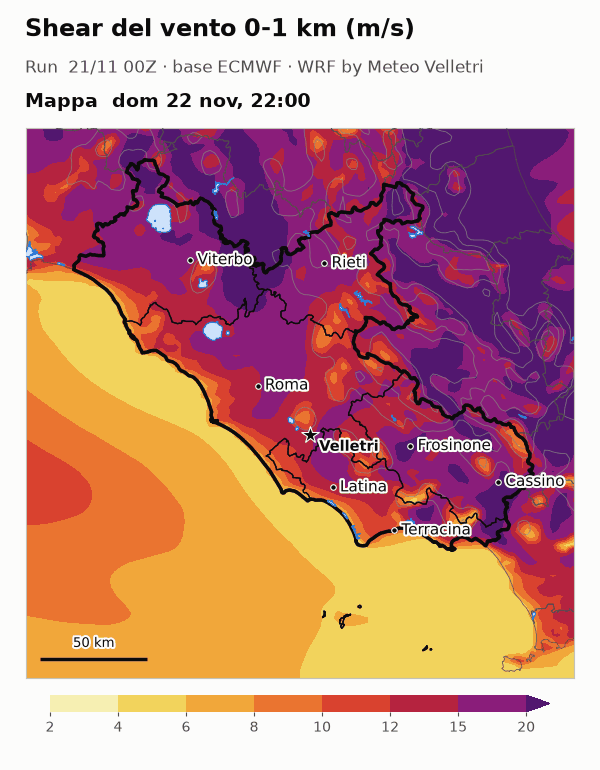 Shear del vento 0-1 km (m/s)
Run  21/11 00Z · base ECMWF · WRF by Meteo Velletri
Mappa  dom 22 nov, 22:00
Viterbo
Rieti
Roma
Velletri
Frosinone
Latina
Cassino
Terracina
50 km
2 4 6 8 10 12 15 20